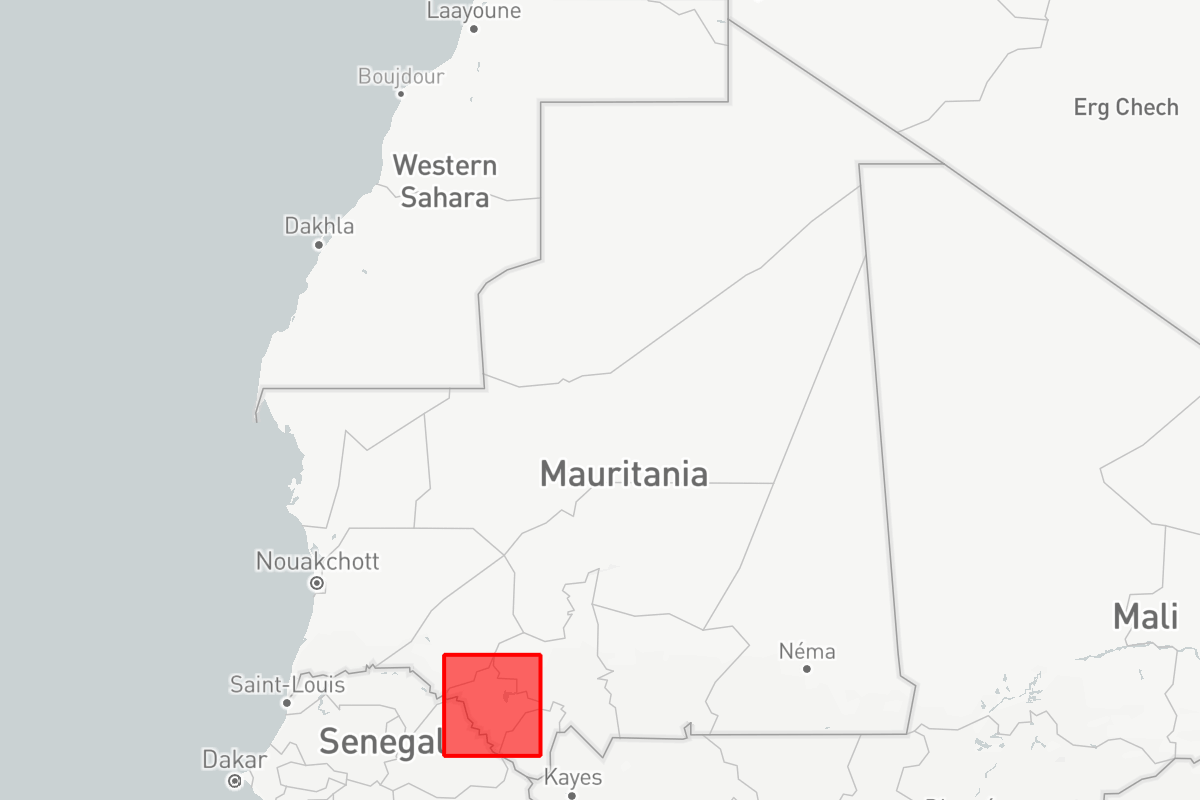 Laayoune
Boujdour
Erg Chech
Western
Sahara
Dakhla
Mauritania
Nouakchott
Mali
Néma
Saint-Louis
Senegal
Dakar
Kayes